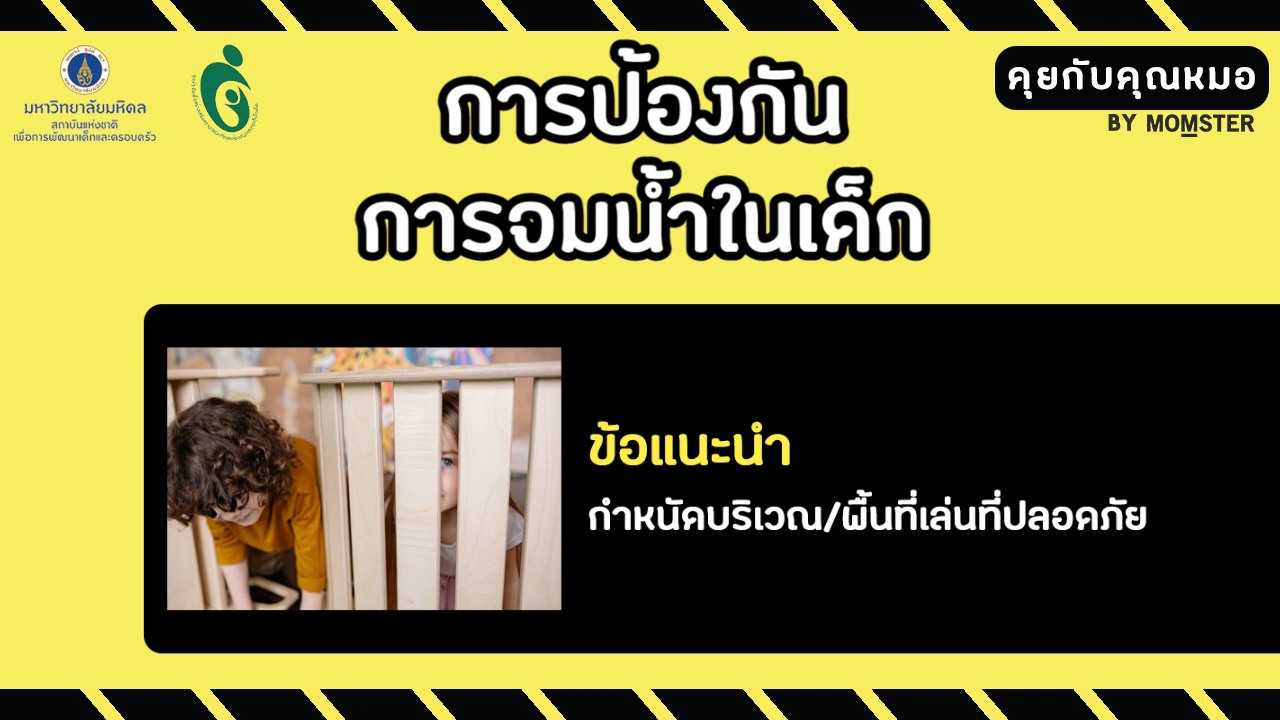 มหาวิทยาลัยมหิดล
สถาบันแห่งชาติ
เพื่อการพัฒนาเด็กและครอบครัว
คุยกับคุณหมอ
BY MOMSTER
การป้องกัน
การจมน้ำในเด็ก
ข้อแนะนำ
กำหนัดบริเวณ/พื้นที่เล่นที่ปลอดภัย